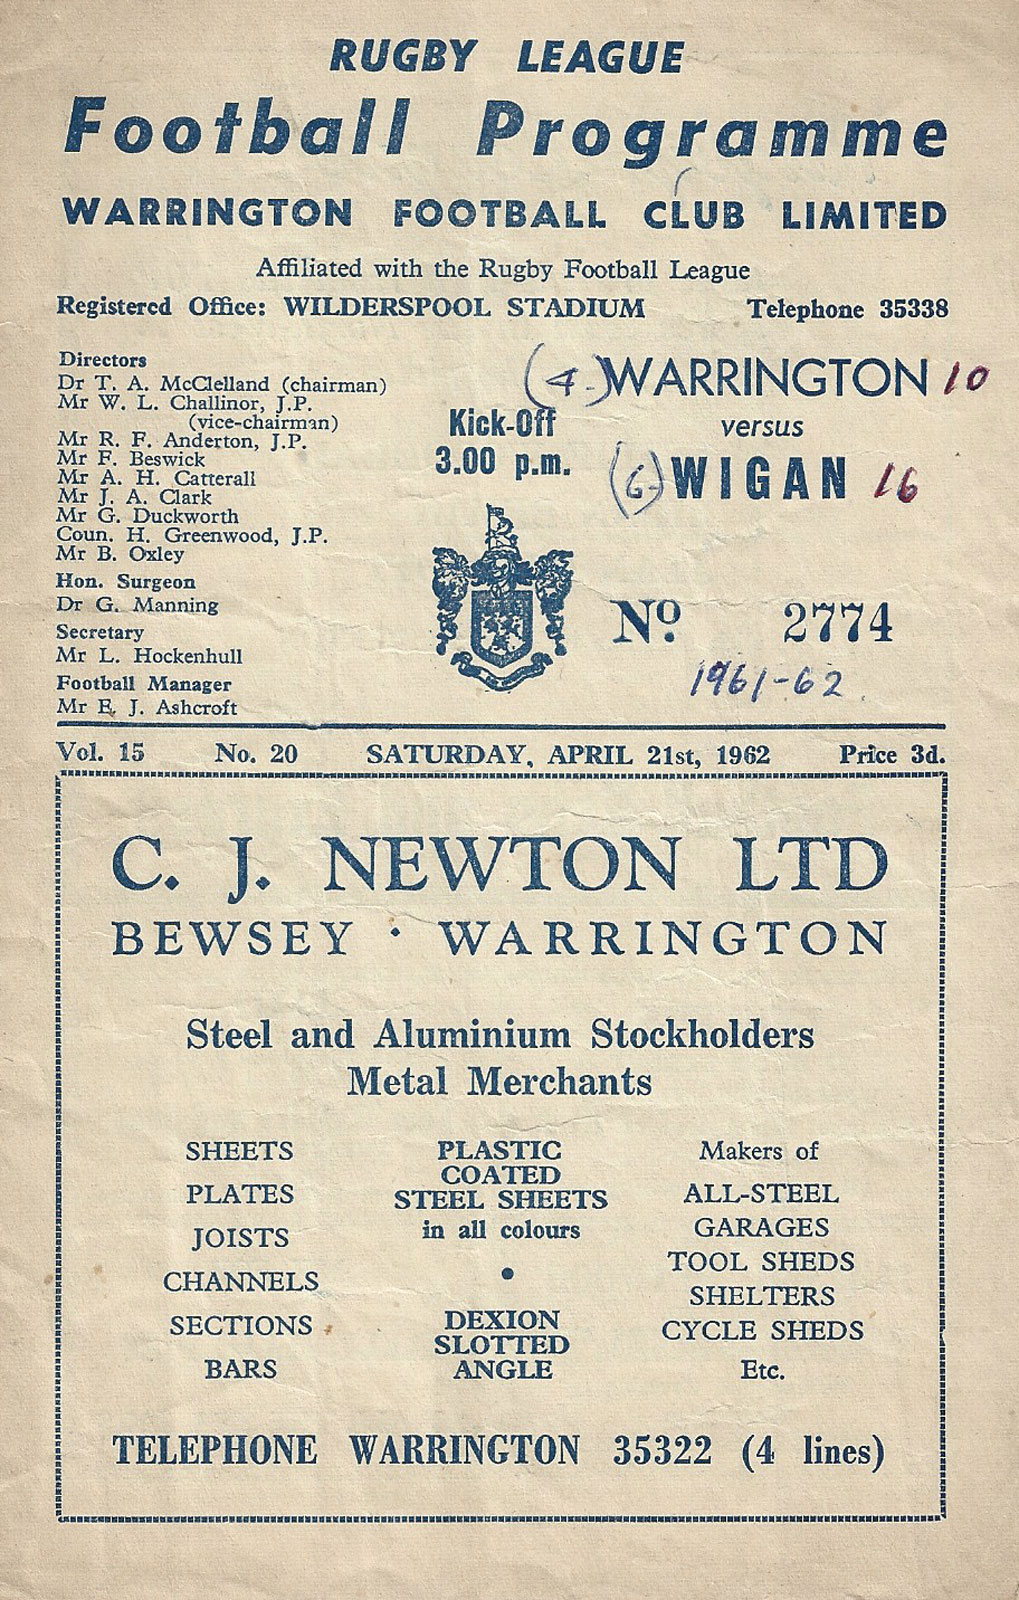 RUGBY LEAGUE
Football Programme
WARRINGTON FOOTBALL CLUB LIMITED
Affiliated with the Rugby Football League
Registered Office: WILDERSPOOL STADIUM Telephone 35338
Directors
Dr T. A. McClelland (chairman)
Mr W. L. Challinor, J.P.
(vice-chairman)
Mr R. F. Anderton, J.P.
Mr F. Beswick
Mr A. H. Catterall
Mr J. A. Clark
Mr G. Duckworth
Coun. H. Greenwood, J.P.
Mr B. Oxley
Hon. Surgeon
Dr G. Manning
Secretary
Mr L. Hockenhull
Football Manager
Mr E. J. Ashcroft
Kick-Off
3.00 p.m.
(4-) WARRINGTON 10
versus
(6-) WIGAN 16
Nº 2774
1961-62
Vol. 15 No. 20 SATURDAY, APRIL 21st, 1962 Price 3d.
C. J. NEWTON LTD
BEWSEY · WARRINGTON
Steel and Aluminium Stockholders
Metal Merchants
SHEETS
PLATES
JOISTS
CHANNELS
SECTIONS
BARS
PLASTIC
COATED
STEEL SHEETS
in all colours
•
DEXION
SLOTTED
ANGLE
Makers of
ALL-STEEL
GARAGES
TOOL SHEDS
SHELTERS
CYCLE SHEDS
Etc.
TELEPHONE WARRINGTON 35322 (4 lines)